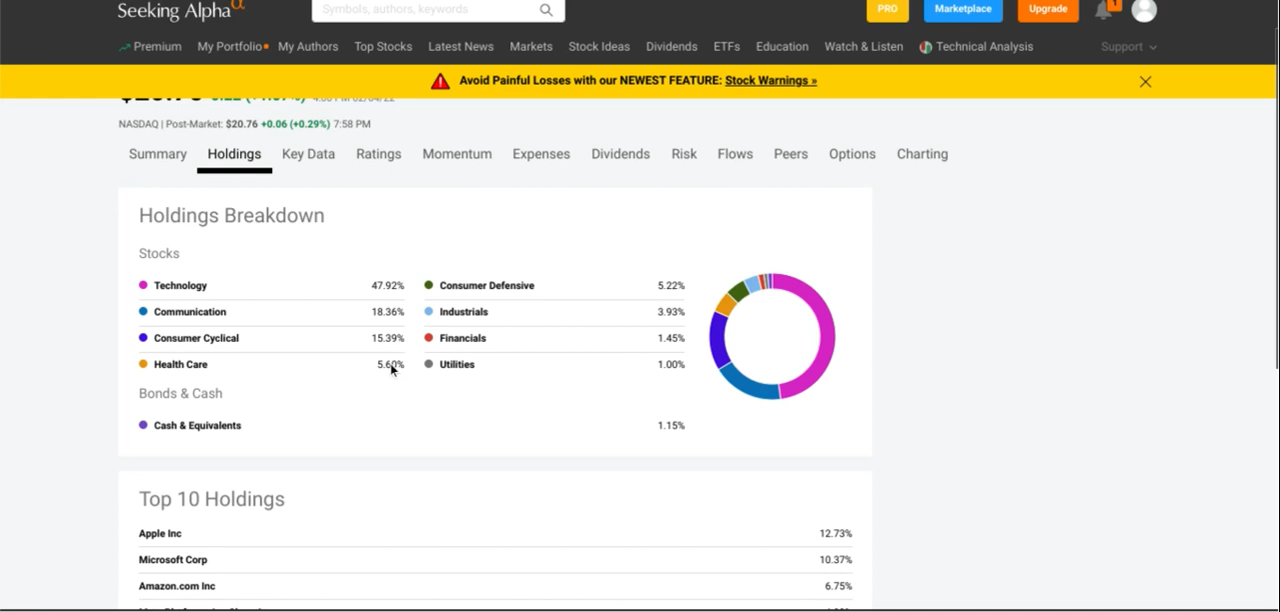 Seeking Alpha α
Symbols, authors, keywords
PRO
Marketplace
Upgrade
1
Premium My Portfolio My Authors Top Stocks Latest News Markets Stock Ideas Dividends ETFs Education Watch & Listen Technical Analysis Support
Avoid Painful Losses with our NEWEST FEATURE: Stock Warnings »
NASDAQ | Post-Market: $20.76 +0.06 (+0.29%) 7:58 PM
Summary Holdings Key Data Ratings Momentum Expenses Dividends Risk Flows Peers Options Charting
Holdings Breakdown
Stocks
Technology 47.92% Consumer Defensive 5.22%
Communication 18.36% Industrials 3.93%
Consumer Cyclical 15.39% Financials 1.45%
Health Care 5.60% Utilities 1.00%
Bonds & Cash
Cash & Equivalents 1.15%
Top 10 Holdings
Apple Inc 12.73%
Microsoft Corp 10.37%
Amazon.com Inc 6.75%